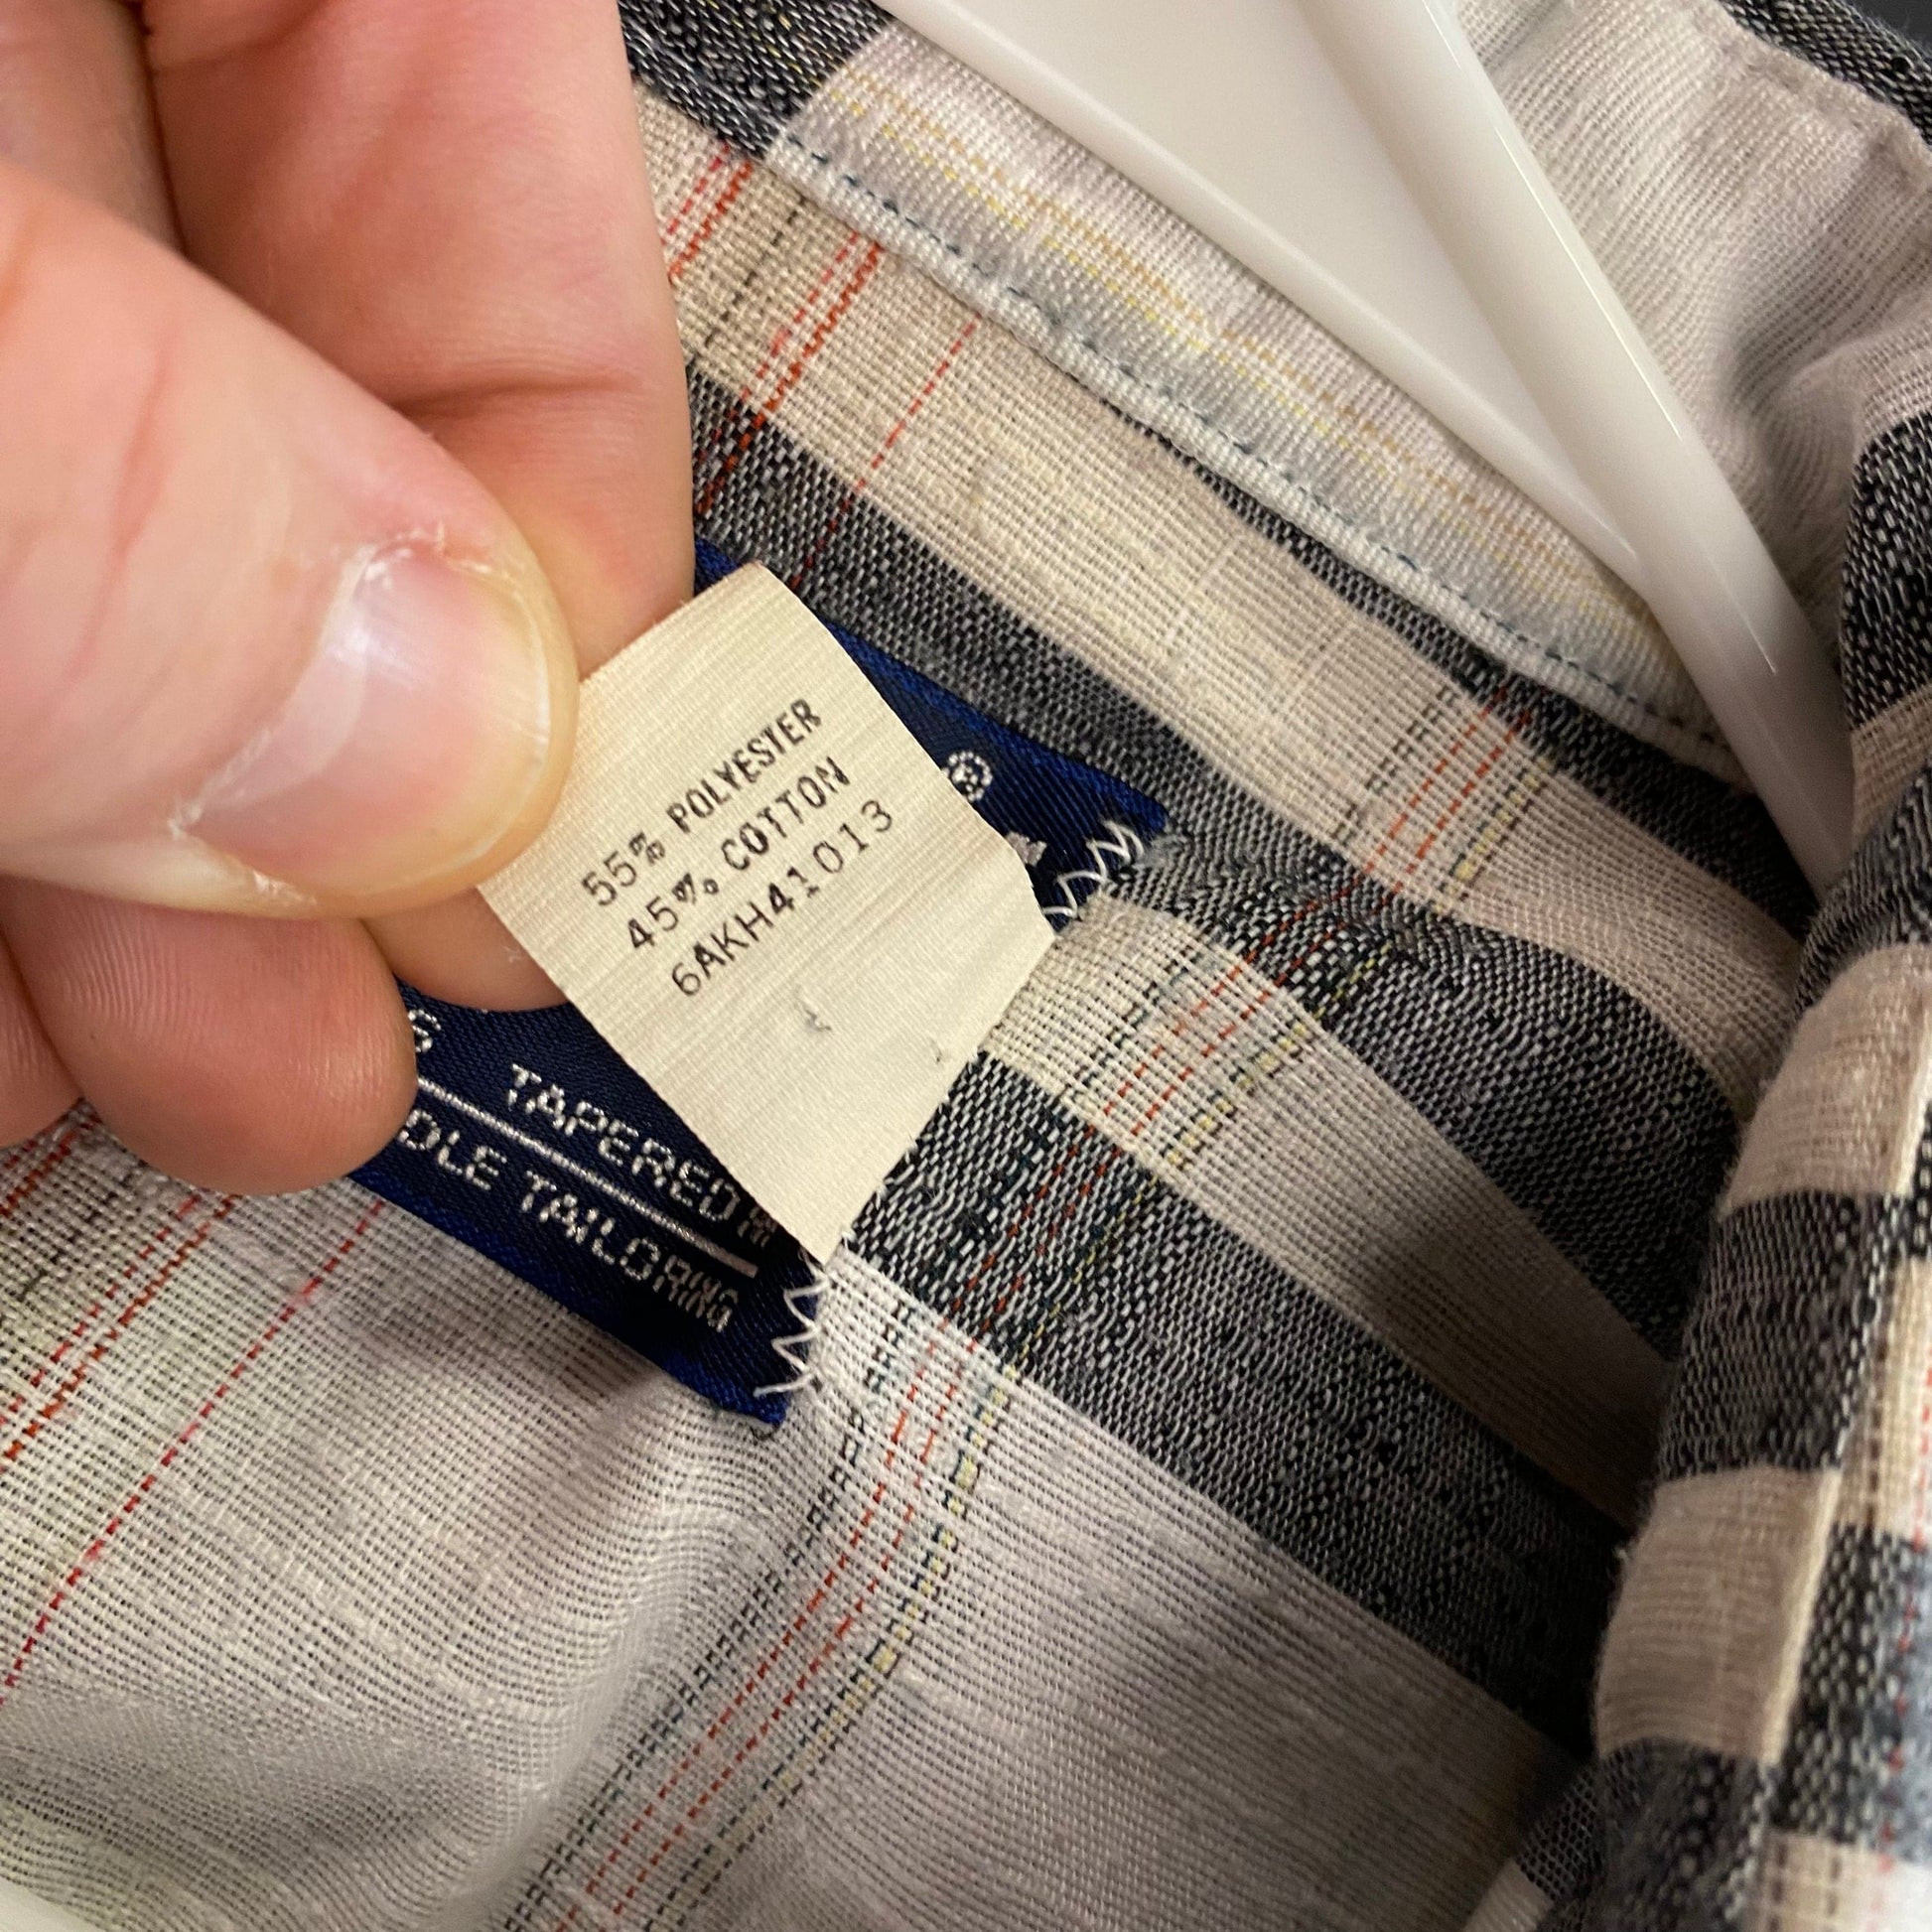 55% POLYESTER
45% COTTON
6AKH41013
®
S TAPERED
DLE TAILORING